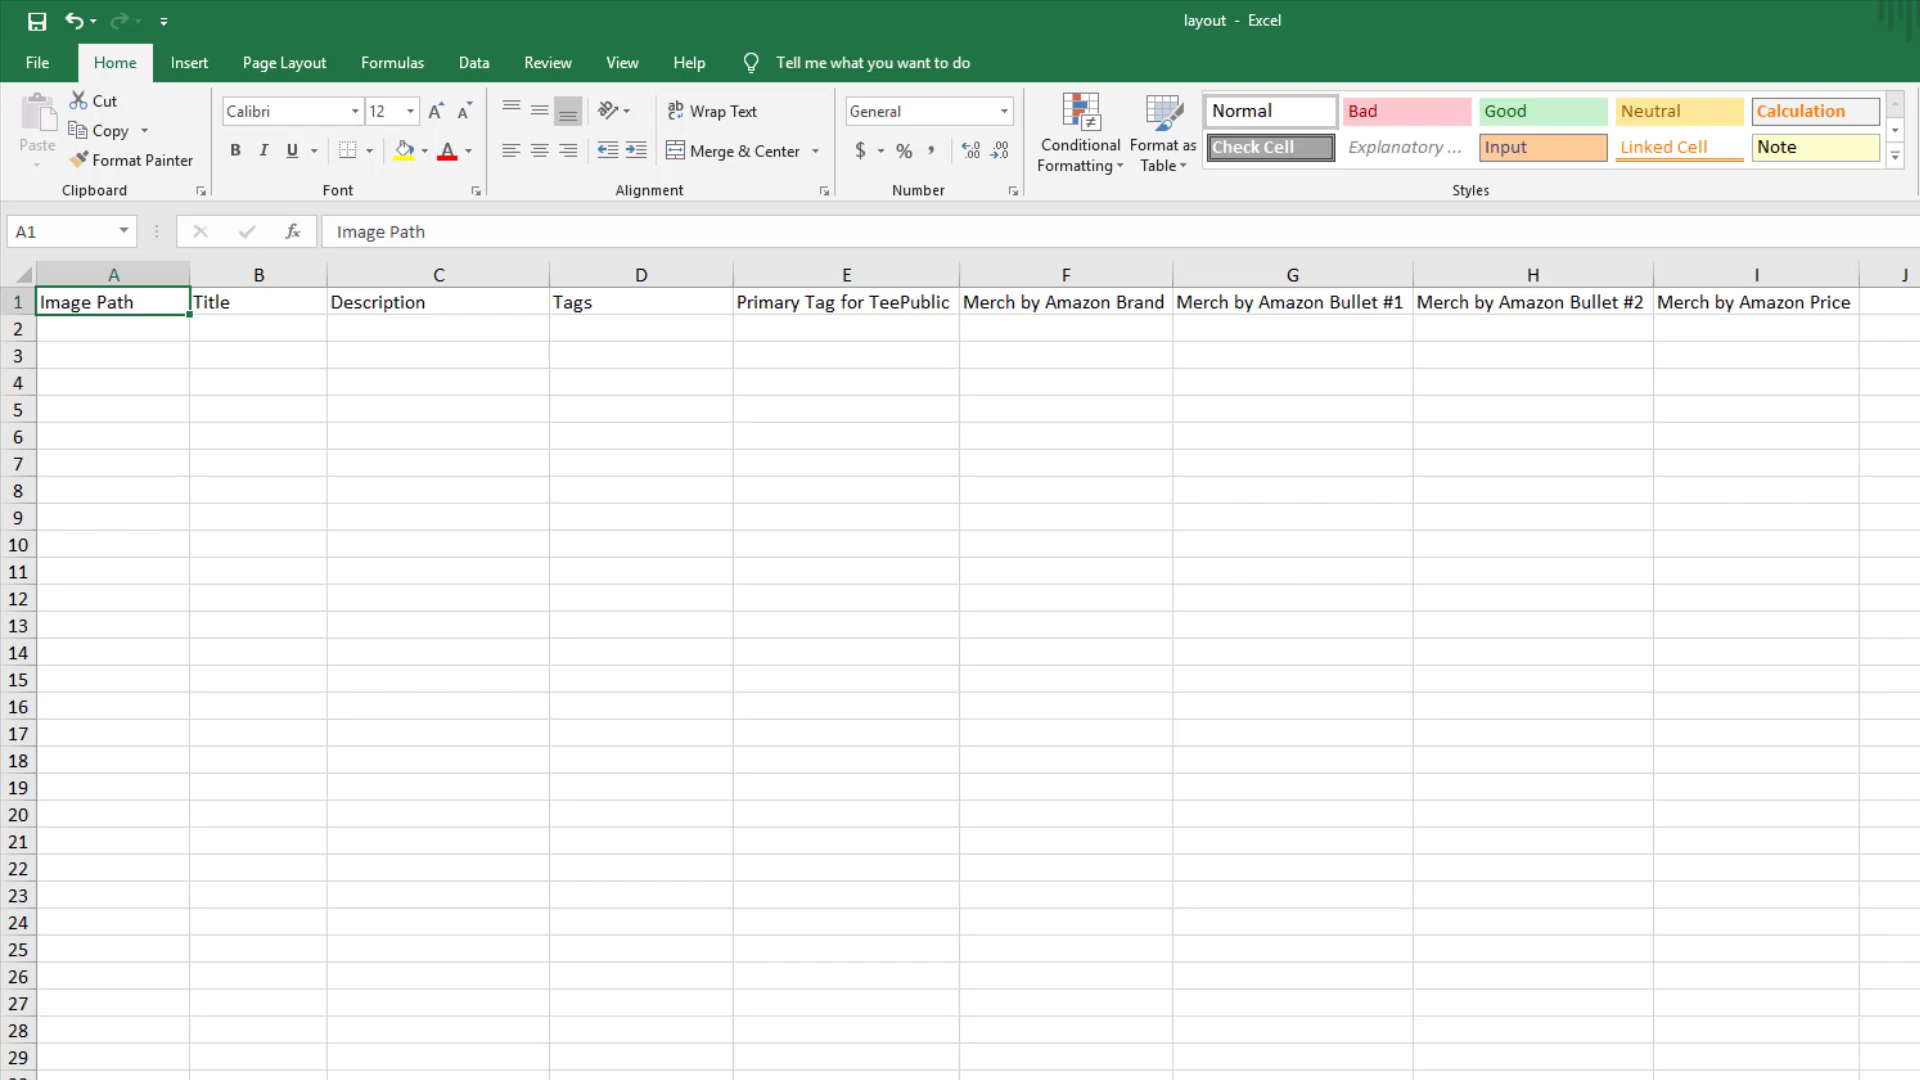 layout - Excel
File Home Insert Page Layout Formulas Data Review View Help Tell me what you want to do
Paste Cut Copy Format Painter Clipboard
Calibri 12 B I U A Font
ab Wrap Text Merge & Center Alignment
General $ % , Number
Conditional Formatting Format as Table
Normal Bad Good Neutral Calculation
Check Cell Explanatory ... Input Linked Cell Note
Styles
A1 fx Image Path
A B C D E F G H I J
1 Image Path Title Description Tags Primary Tag for TeePublic Merch by Amazon Brand Merch by Amazon Bullet #1 Merch by Amazon Bullet #2 Merch by Amazon Price
2
3
4
5
6
7
8
9
10
11
12
13
14
15
16
17
18
19
20
21
22
23
24
25
26
27
28
29